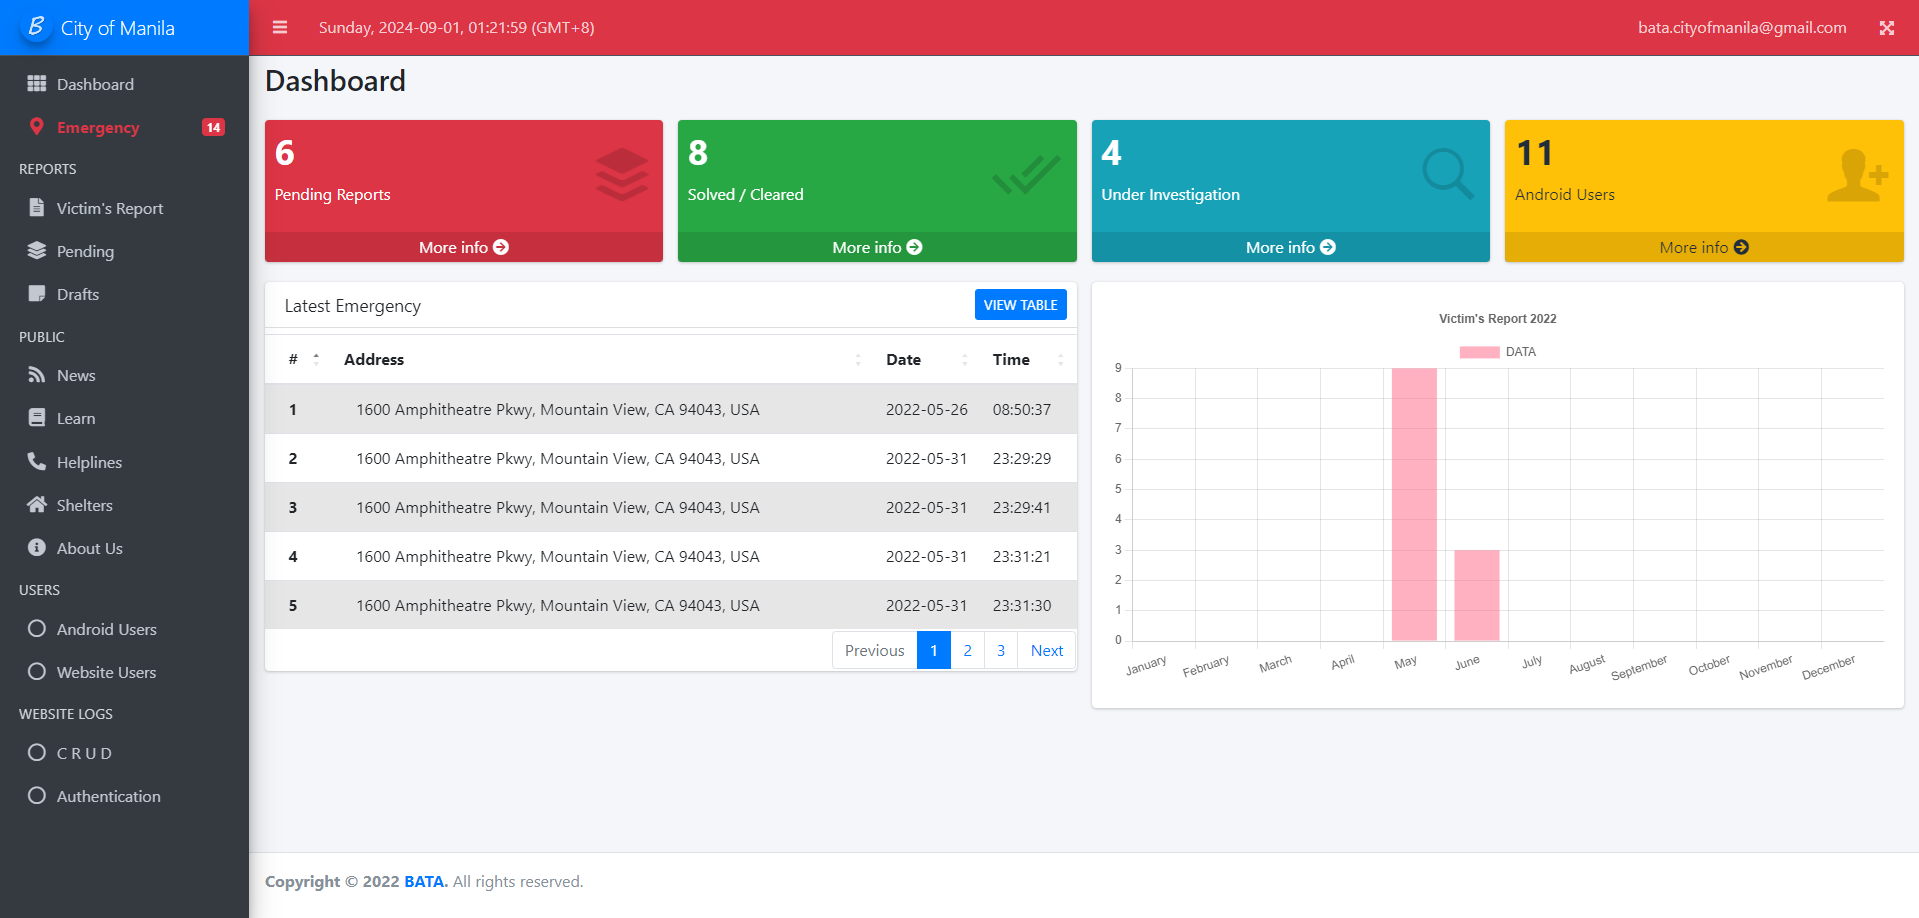 B City of Manila
Sunday, 2024-09-01, 01:21:59 (GMT+8)
bata.cityofmanila@gmail.com
Dashboard
Emergency 14
REPORTS
Victim's Report
Pending
Drafts
PUBLIC
News
Learn
Helplines
Shelters
About Us
USERS
Android Users
Website Users
WEBSITE LOGS
C R U D
Authentication
Dashboard
6
Pending Reports
More info
8
Solved / Cleared
More info
4
Under Investigation
More info
11
Android Users
More info
Latest Emergency VIEW TABLE
# Address Date Time
1 1600 Amphitheatre Pkwy, Mountain View, CA 94043, USA 2022-05-26 08:50:37
2 1600 Amphitheatre Pkwy, Mountain View, CA 94043, USA 2022-05-31 23:29:29
3 1600 Amphitheatre Pkwy, Mountain View, CA 94043, USA 2022-05-31 23:29:41
4 1600 Amphitheatre Pkwy, Mountain View, CA 94043, USA 2022-05-31 23:31:21
5 1600 Amphitheatre Pkwy, Mountain View, CA 94043, USA 2022-05-31 23:31:30
Previous 1 2 3 Next
Victim's Report 2022
DATA
9
8
7
6
5
4
3
2
1
0
January February March April May June July August September October November December
Copyright © 2022 BATA. All rights reserved.